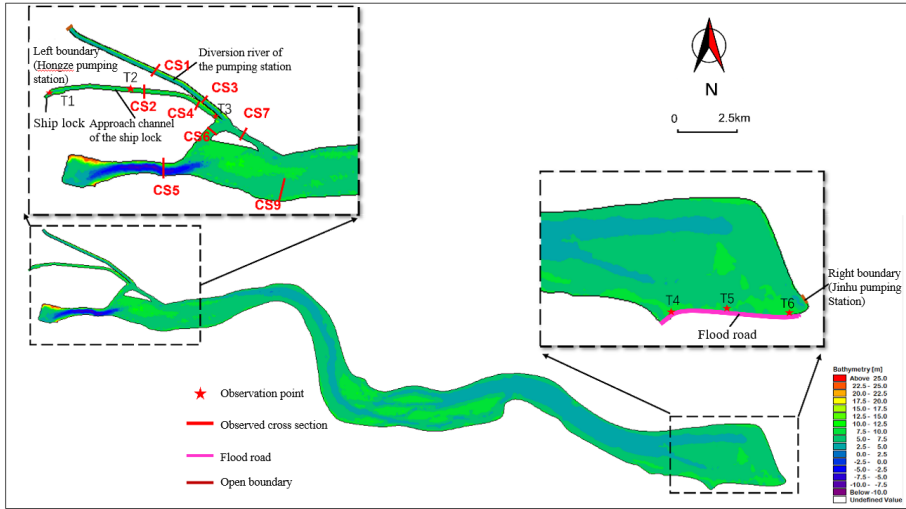 Left boundary
(Hongze pumping
station)
T1
T2
CS1
Diversion river of
the pumping station
CS3
CS2
CS4
T3
CS7
Ship lock
Approach channel
of the ship lock
CS6
CS5
CS9
N
0
2.5km
Right boundary
(Jinhu pumping
Station)
T4
T5
T6
Flood road
Observation point
Observed cross section
Flood road
Open boundary
Bathymetry [m]
Above 25.0
22.5 - 25.0
20.0 - 22.5
17.5 - 20.0
15.0 - 17.5
12.5 - 15.0
10.0 - 12.5
7.5 - 10.0
5.0 - 7.5
2.5 - 5.0
0.0 - 2.5
-2.5 - 0.0
-5.0 - -2.5
-7.5 - -5.0
-10.0 - -7.5
Below -10.0
Undefined Value